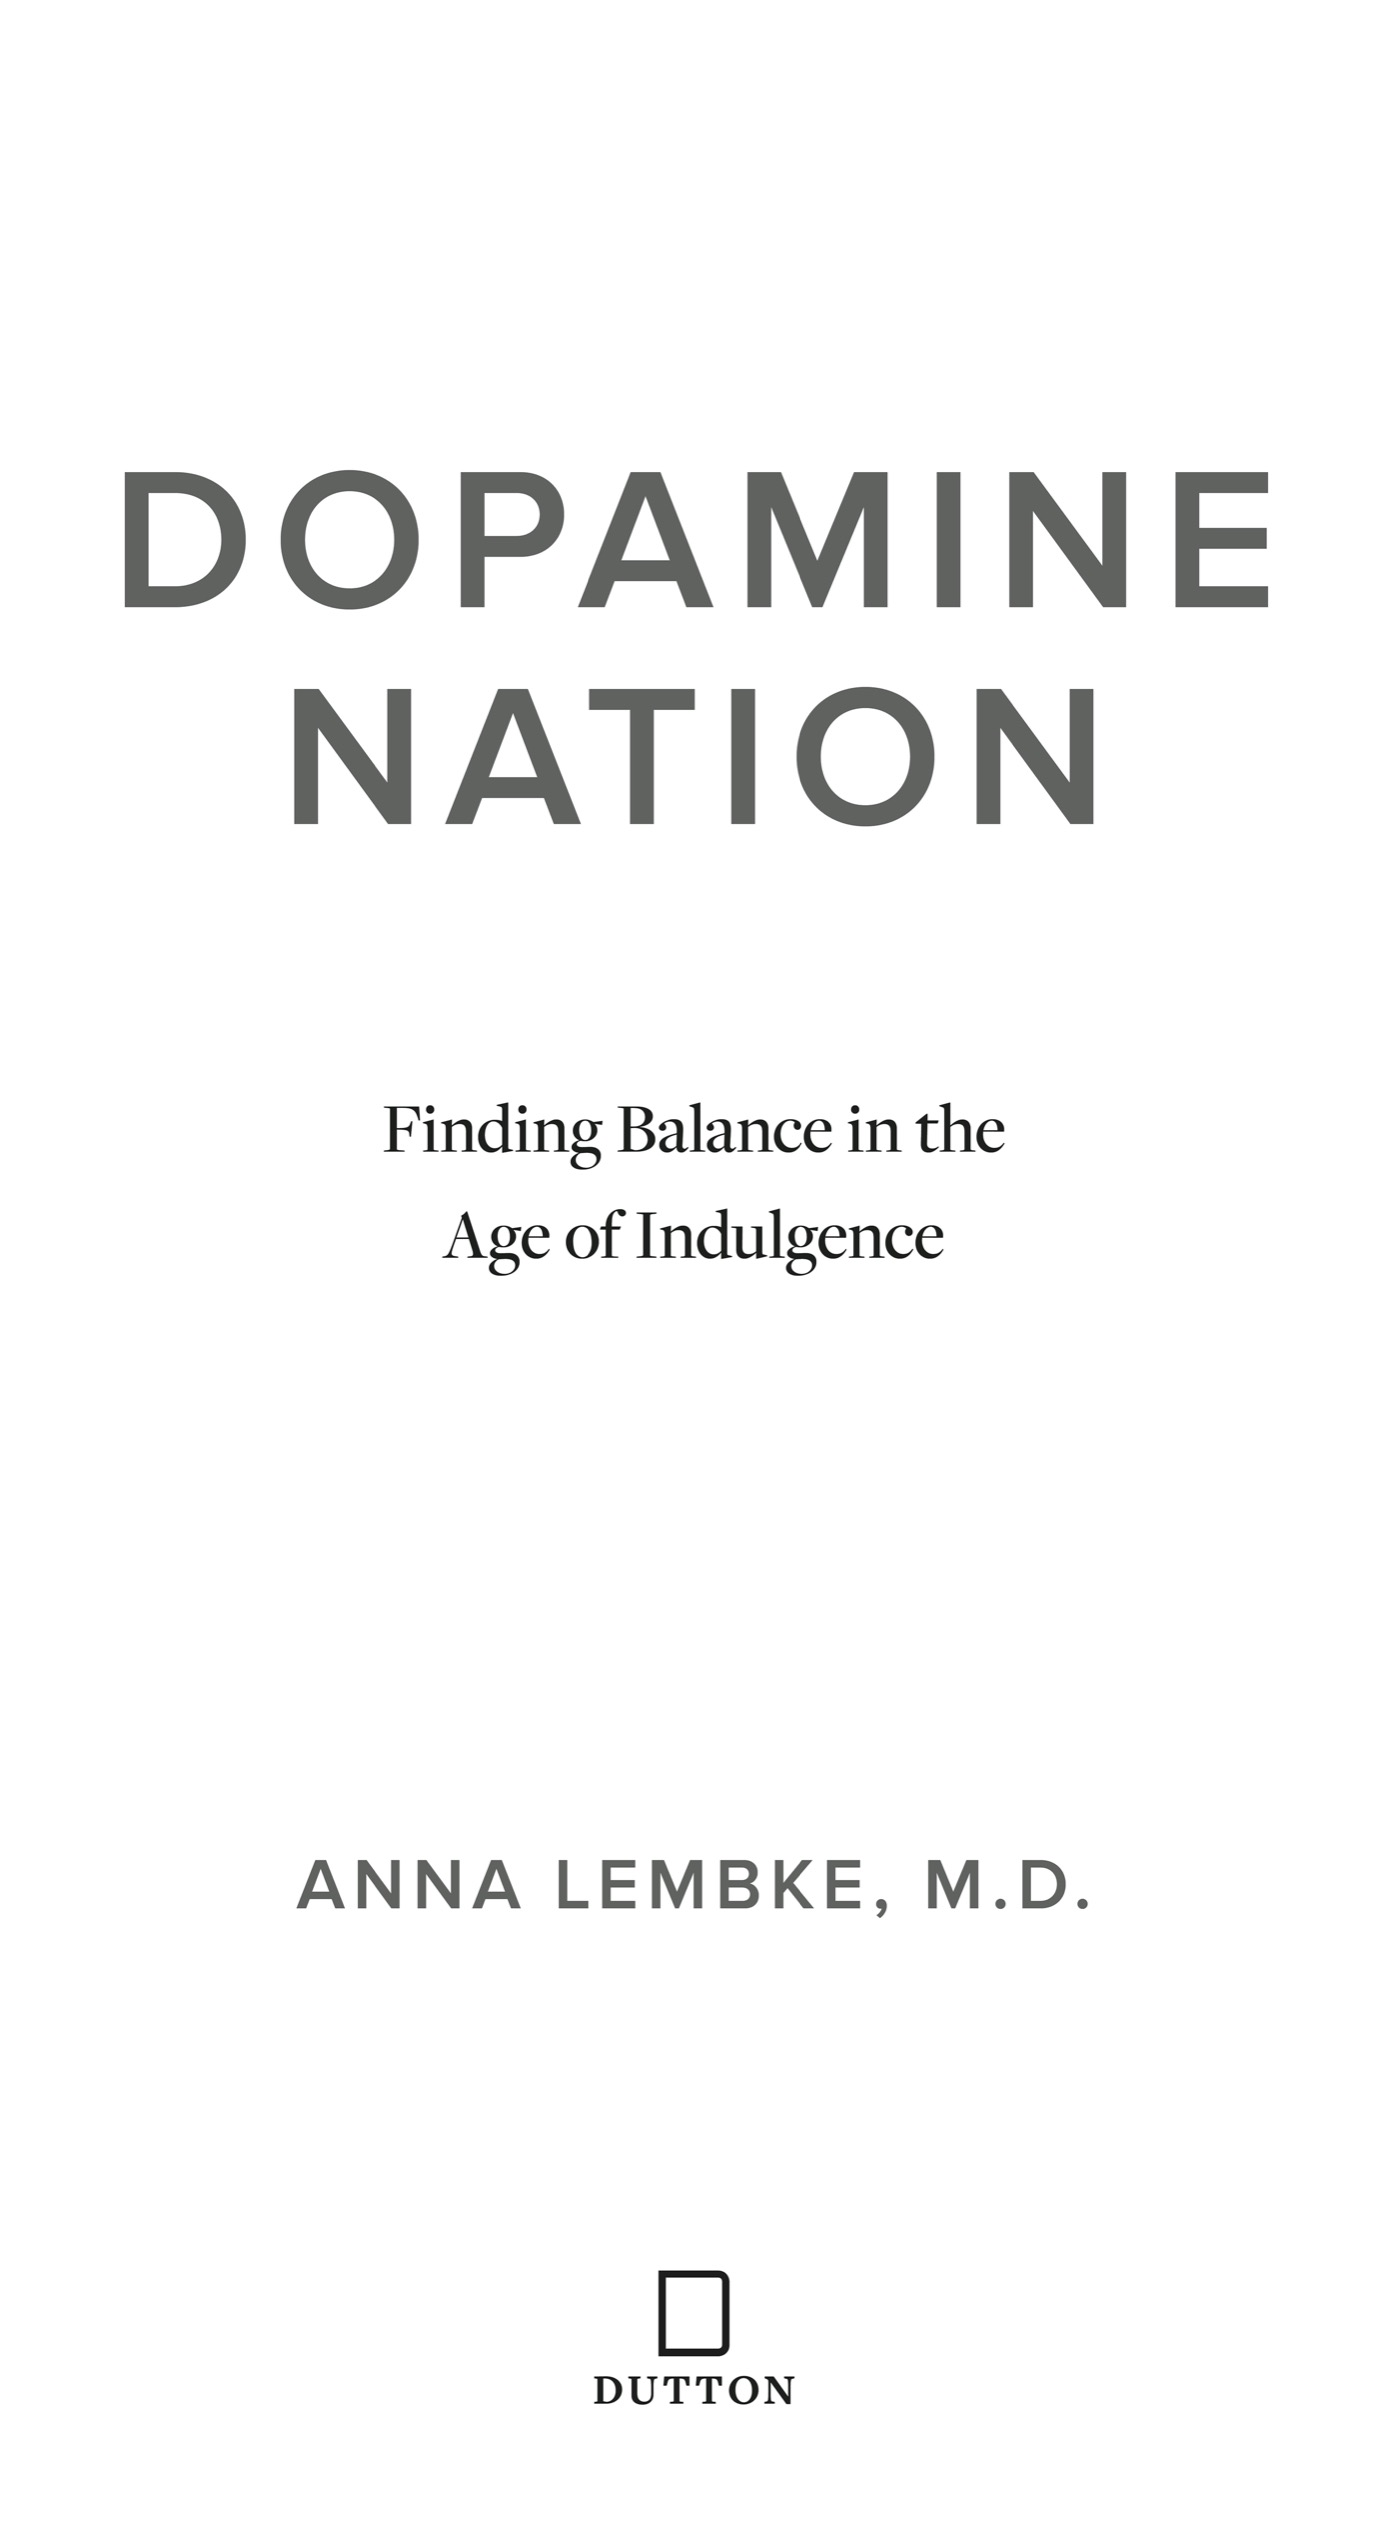 DOPAMINE
NATION
Finding Balance in the
Age of Indulgence
ANNA LEMBKE, M.D.
DUTTON